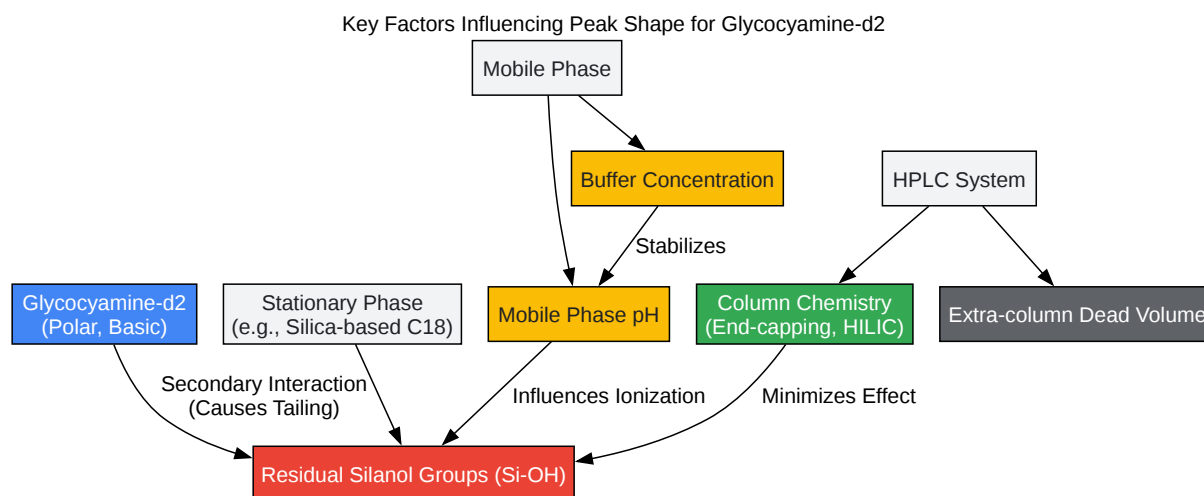 Key Factors Influencing Peak Shape for Glycocyamine-d2
Mobile Phase
Buffer Concentration
HPLC System
Stabilizes
Glycocyamine-d2
(Polar, Basic)
Stationary Phase
(e.g., Silica-based C18)
Mobile Phase pH
Column Chemistry
(End-capping, HILIC)
Extra-column Dead Volume
Secondary Interaction
(Causes Tailing)
Influences Ionization
Minimizes Effect
Residual Silanol Groups (Si-OH)